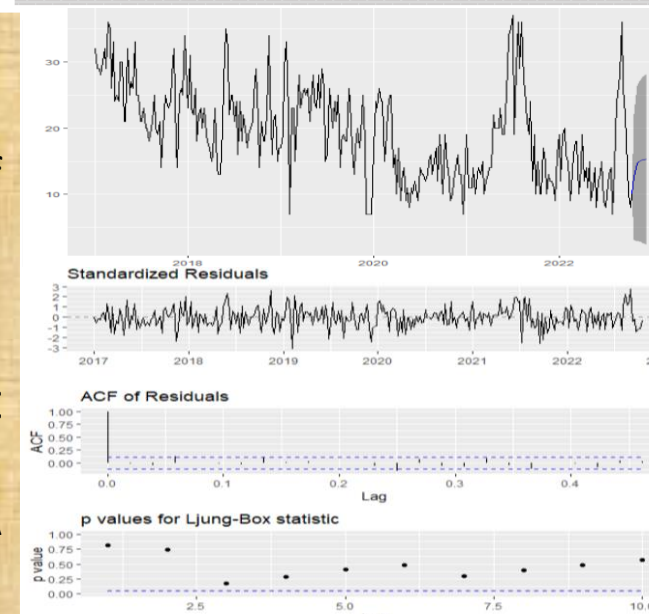 30
20
10
2018 2020 2022
Standardized Residuals
3
2
1
0
-1
-2
-3
2017 2018 2019 2020 2021 2022
ACF of Residuals
ACF
1.00
0.75
0.50
0.25
0.00
0.0 0.1 0.2 0.3 0.4
Lag
p values for Ljung-Box statistic
p value
1.00
0.75
0.50
0.25
0.00
2.5 5.0 7.5 10.0